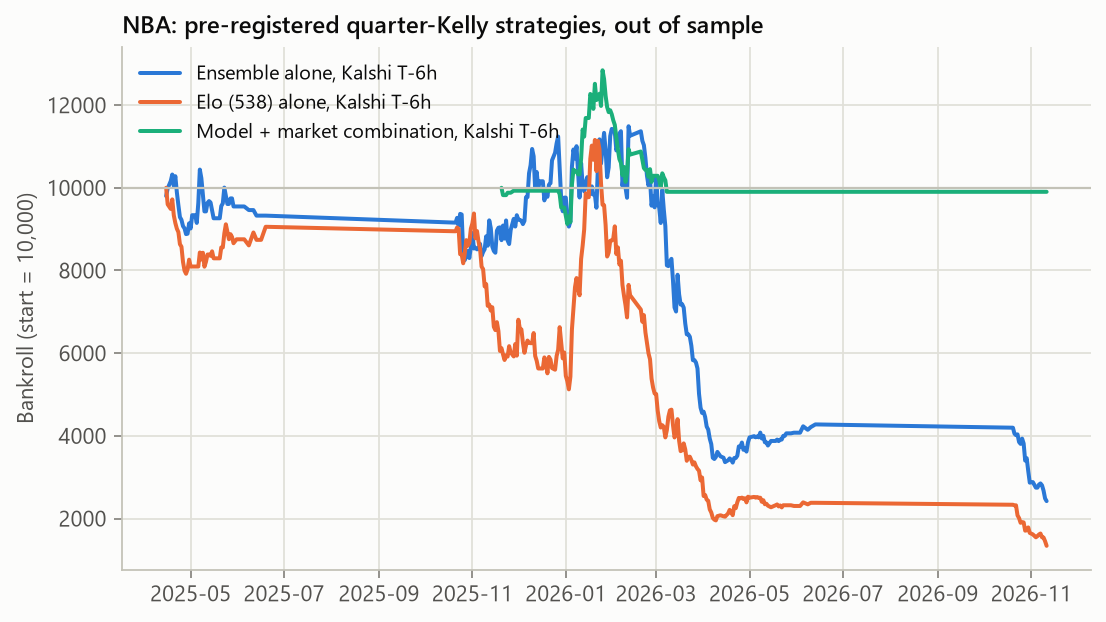 NBA: pre-registered quarter-Kelly strategies, out of sample
Ensemble alone, Kalshi T-6h
Elo (538) alone, Kalshi T-6h
Model + market combination, Kalshi T-6h
Bankroll (start = 10,000)
12000
10000
8000
6000
4000
2000
2025-05 2025-07 2025-09 2025-11 2026-01 2026-03 2026-05 2026-07 2026-09 2026-11